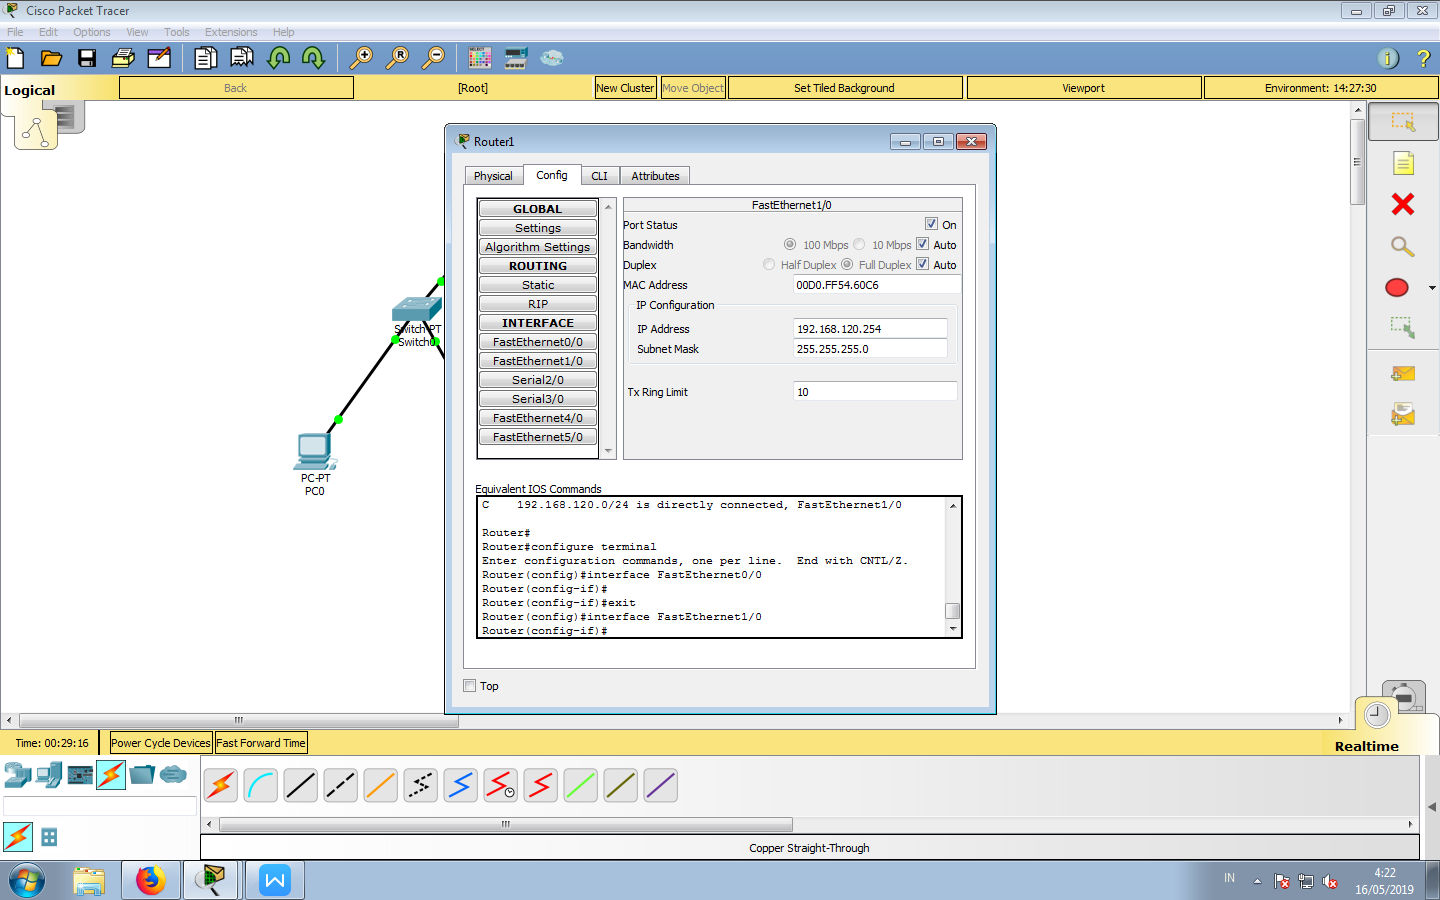 Cisco Packet Tracer
File Edit Options View Tools Extensions Help
Logical
Back
[Root]
New Cluster
Move Object
Set Tiled Background
Viewport
Environment: 14:27:30
Router1
Physical Config CLI Attributes
GLOBAL
Settings
Algorithm Settings
ROUTING
Static
RIP
INTERFACE
FastEthernet0/0
FastEthernet1/0
Serial2/0
Serial3/0
FastEthernet4/0
FastEthernet5/0
FastEthernet1/0
Port Status On
Bandwidth 100 Mbps 10 Mbps Auto
Duplex Half Duplex Full Duplex Auto
MAC Address 00D0.FF54.60C6
IP Configuration
IP Address 192.168.120.254
Subnet Mask 255.255.255.0
Tx Ring Limit 10
Equivalent IOS Commands
C    192.168.120.0/24 is directly connected, FastEthernet1/0
Router#
Router#configure terminal
Enter configuration commands, one per line.  End with CNTL/Z.
Router(config)#interface FastEthernet0/0
Router(config-if)#
Router(config-if)#exit
Router(config)#interface FastEthernet1/0
Router(config-if)#
Top
Switch-PT
Switch0
PC-PT
PC0
Time: 00:29:16
Power Cycle Devices
Fast Forward Time
Realtime
Copper Straight-Through
IN
4:22
16/05/2019